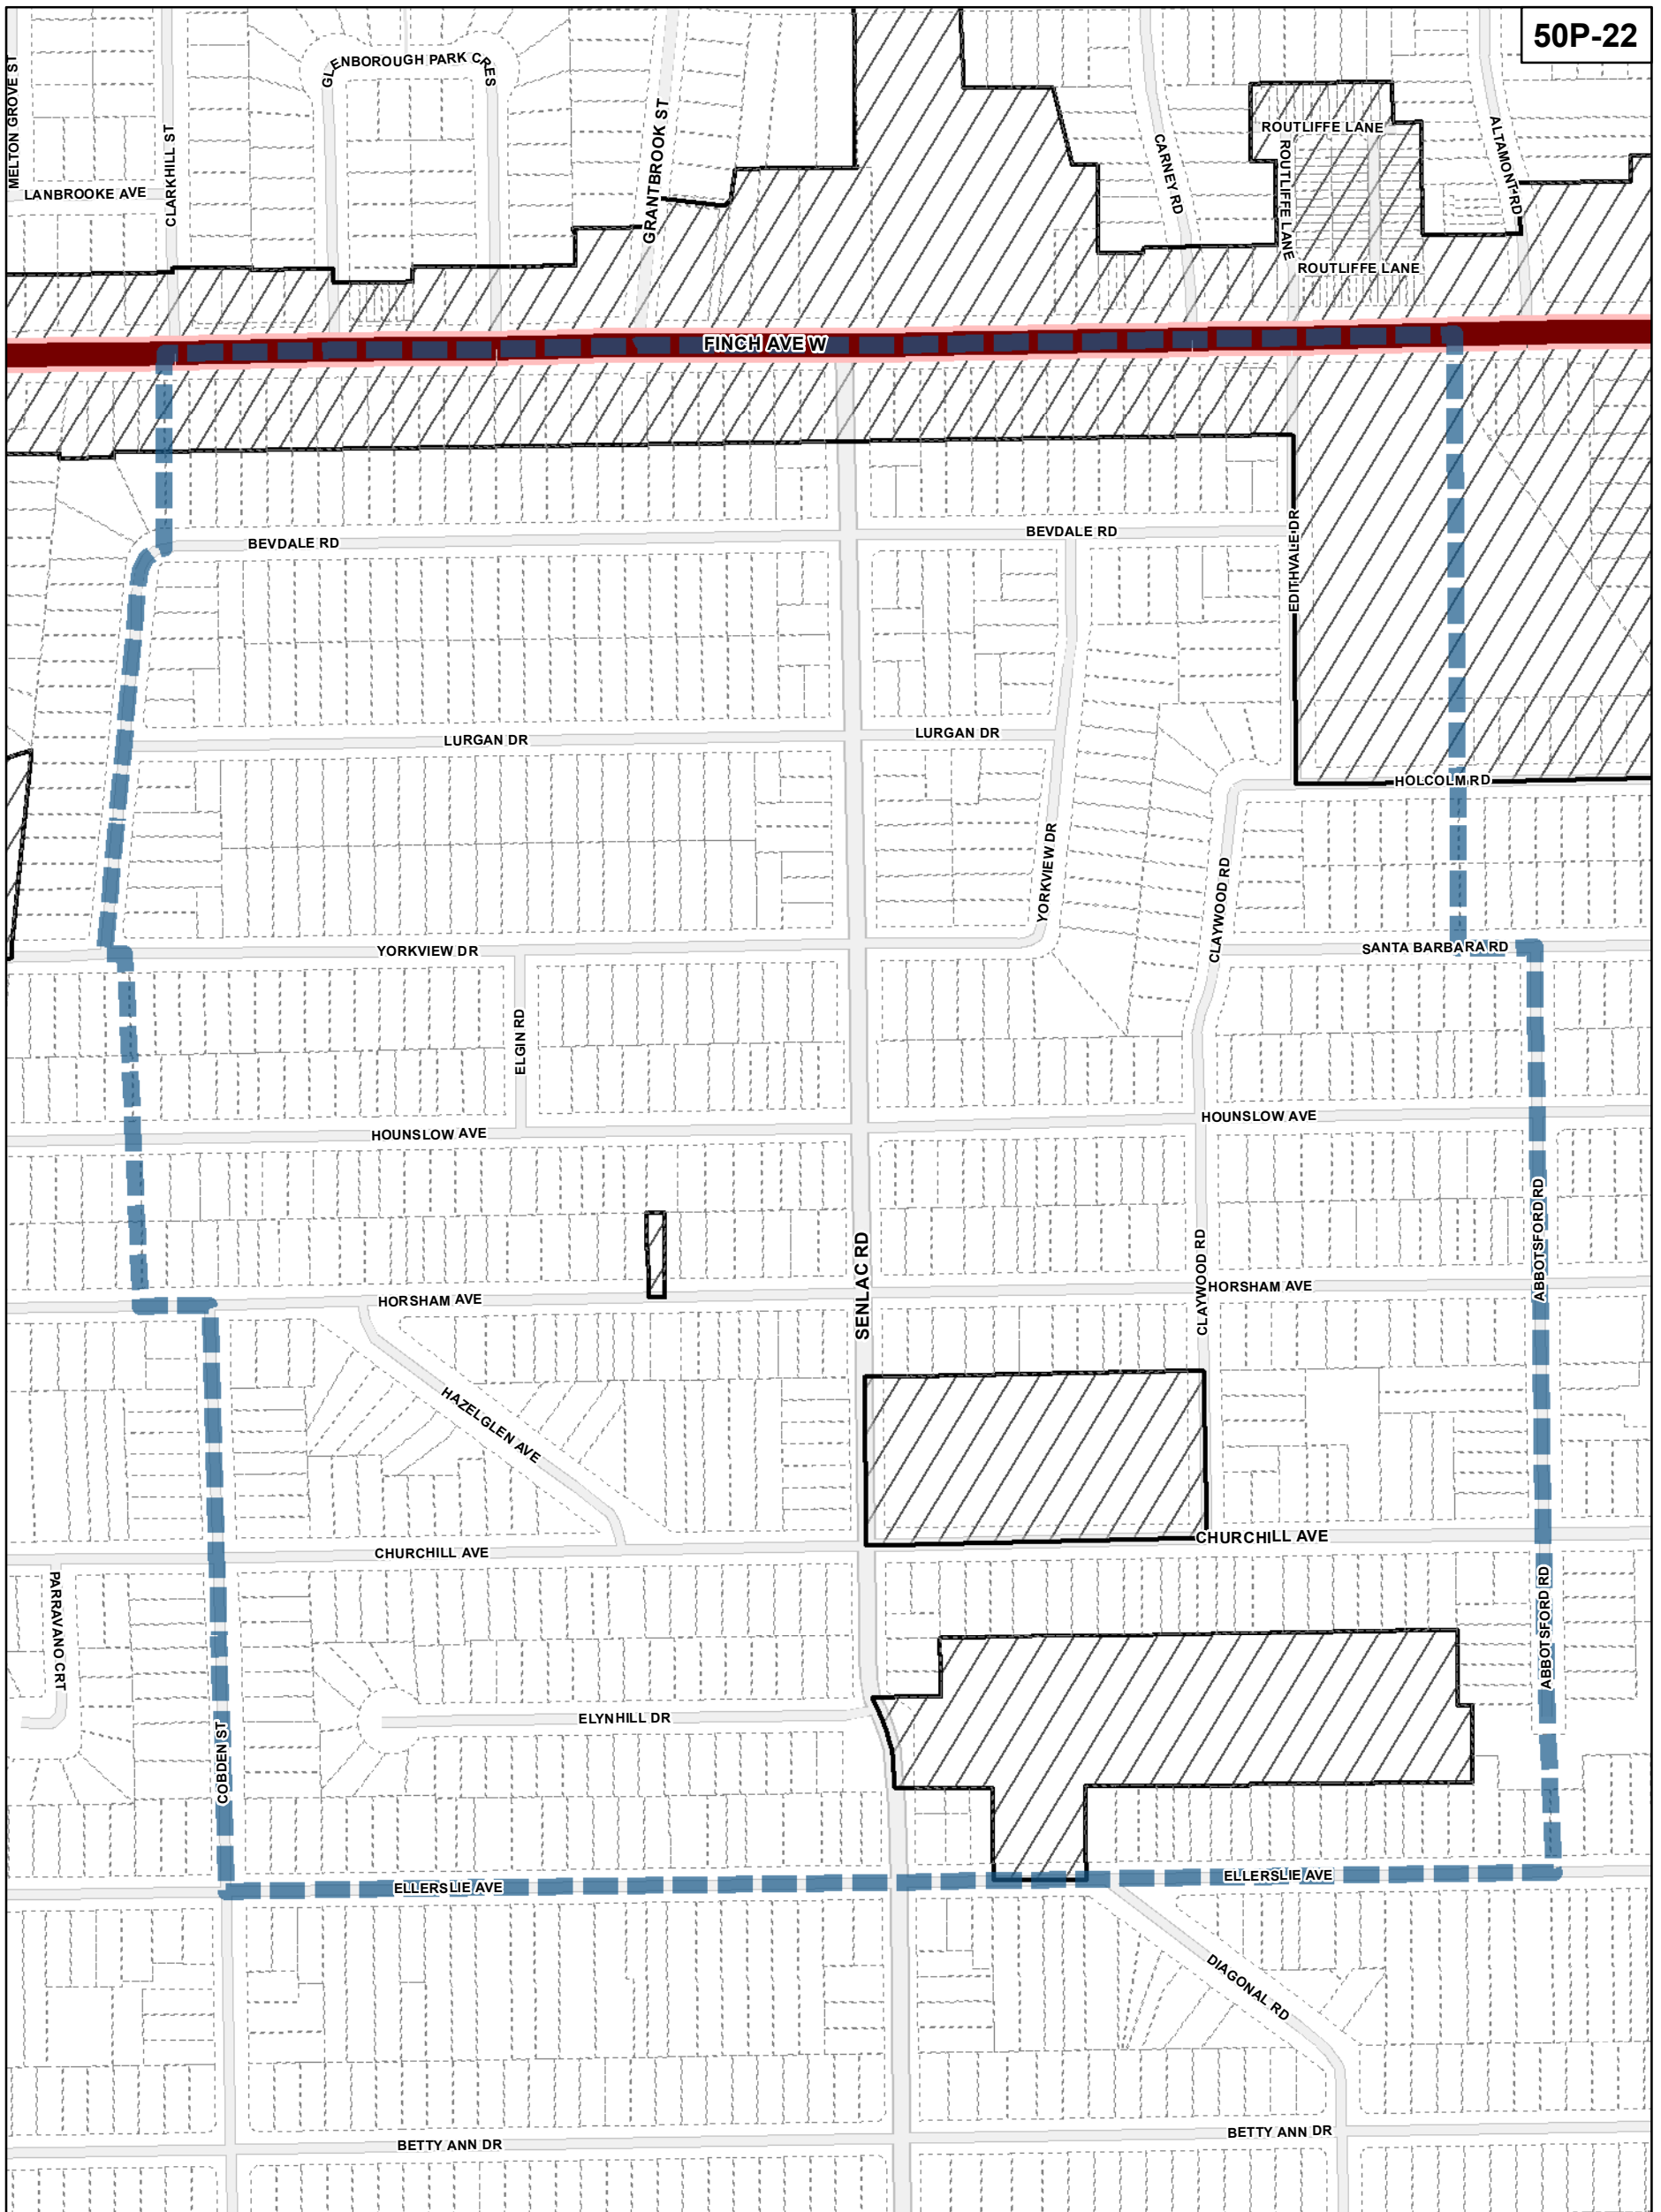 50P-22
GLENBOROUGH PARK CRES
MELTON GROVE ST
CLARKHILL ST
GRANTBROOK ST
CARNEY RD
ROUTLIFFE LANE
ROUTLIFFE LANE
ALTAMONT RD
LANBROOKE AVE
ROUTLIFFE LANE
FINCH AVE W
BEVDALE RD
BEVDALE RD
EDITHVALE DR
LURGAN DR
LURGAN DR
HOLCOLM RD
YORKVIEW DR
CLAYWOOD RD
YORKVIEW DR
SANTA BARBARA RD
ELGIN RD
HOUNSLOW AVE
HOUNSLOW AVE
ABBOTSFORD RD
SENLAC RD
CLAYWOOD RD
HORSHAM AVE
HORSHAM AVE
HAZELGLEN AVE
CHURCHILL AVE
CHURCHILL AVE
PARRAVANO CRT
ABBOTSFORD RD
ELYNHILL DR
COBDEN ST
ELLERSLIE AVE
ELLERSLIE AVE
DIAGONAL RD
BETTY ANN DR
BETTY ANN DR